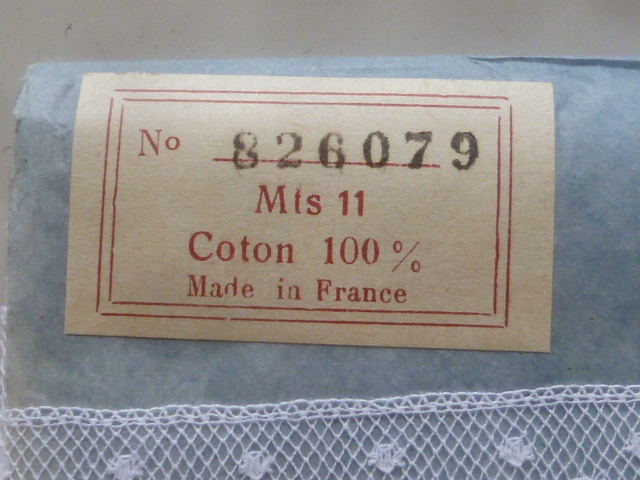 No 826079
Mts 11
Coton 100 %
Made in France